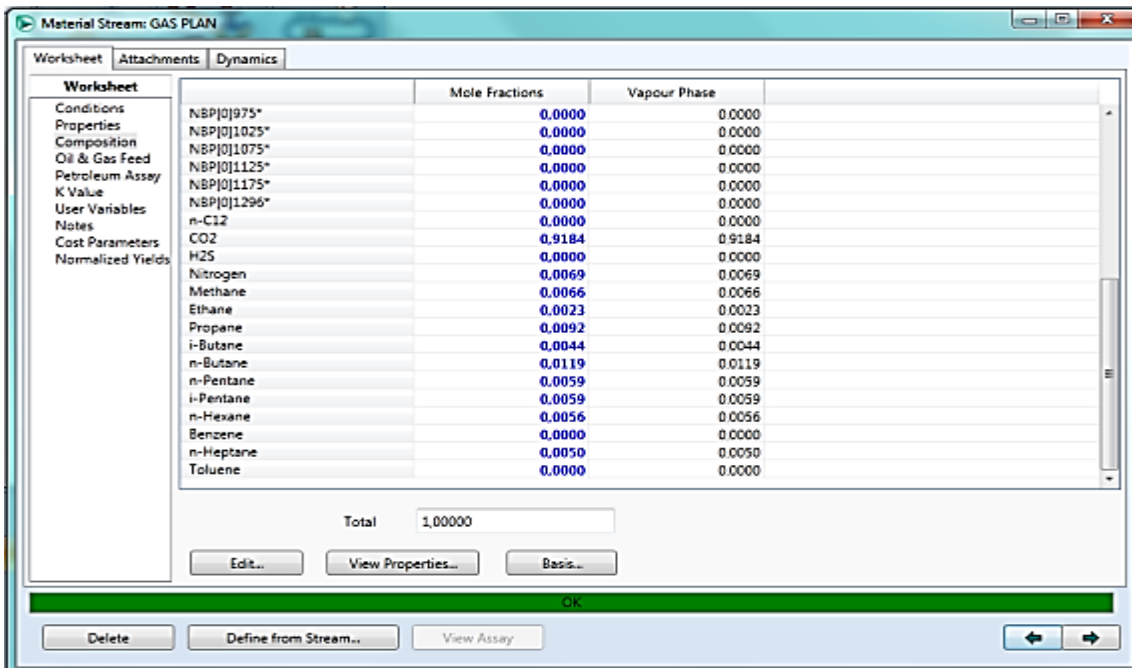 Material Stream: GAS PLAN
Worksheet Attachments Dynamics
Worksheet
Conditions
Properties
Composition
Oil & Gas Feed
Petroleum Assay
K Value
User Variables
Notes
Cost Parameters
Normalized Yields
Mole Fractions Vapour Phase
NBP[0]975* 0,0000 0.0000
NBP[0]1025* 0,0000 0.0000
NBP[0]1075* 0,0000 0.0000
NBP[0]1125* 0,0000 0.0000
NBP[0]1175* 0,0000 0.0000
NBP[0]1296* 0,0000 0.0000
n-C12 0,0000 0.0000
CO2 0,9184 0.9184
H2S 0,0000 0.0000
Nitrogen 0,0069 0.0069
Methane 0,0066 0.0066
Ethane 0,0023 0.0023
Propane 0,0092 0.0092
i-Butane 0,0044 0.0044
n-Butane 0,0119 0.0119
n-Pentane 0,0059 0.0059
i-Pentane 0,0059 0.0059
n-Hexane 0,0056 0.0056
Benzene 0,0000 0.0000
n-Heptane 0,0050 0.0050
Toluene 0,0000 0.0000
Total 1,00000
Edit... View Properties... Basis...
OK
Delete Define from Stream... View Assay